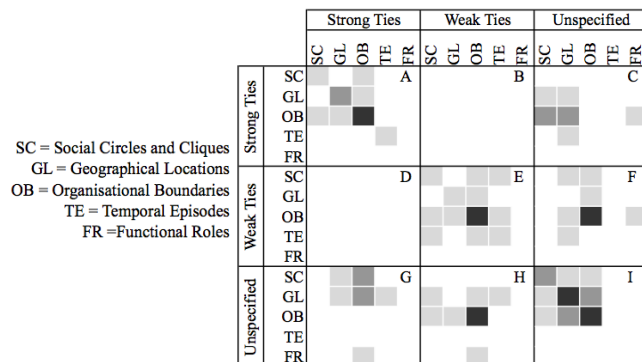 Strong Ties Weak Ties Unspecified
SC GL OB TE FR SC GL OB TE FR SC GL OB TE FR
SC A B C
GL
OB
TE
FR
Strong Ties
SC = Social Circles and Cliques
GL = Geographical Locations
OB = Organisational Boundaries
TE = Temporal Episodes
FR =Functional Roles
SC D E F
GL
OB
TE
FR
Weak Ties
SC G H I
GL
OB
TE
FR
Unspecified